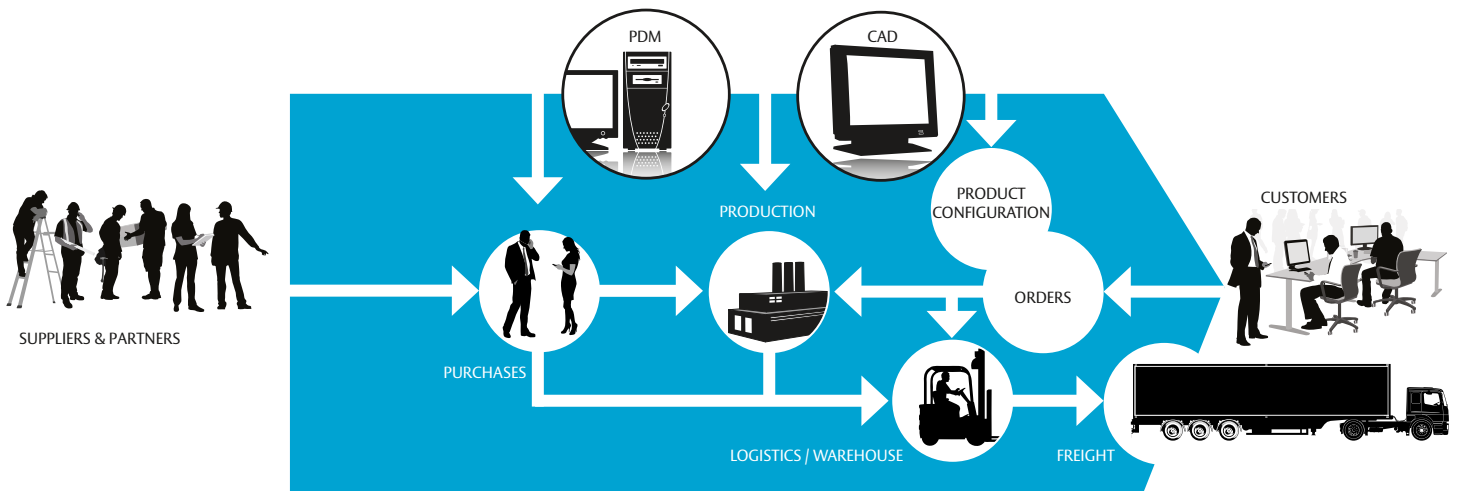 PDM
CAD
PRODUCT
CONFIGURATION
CUSTOMERS
PRODUCTION
ORDERS
SUPPLIERS & PARTNERS
PURCHASES
LOGISTICS / WAREHOUSE
FREIGHT